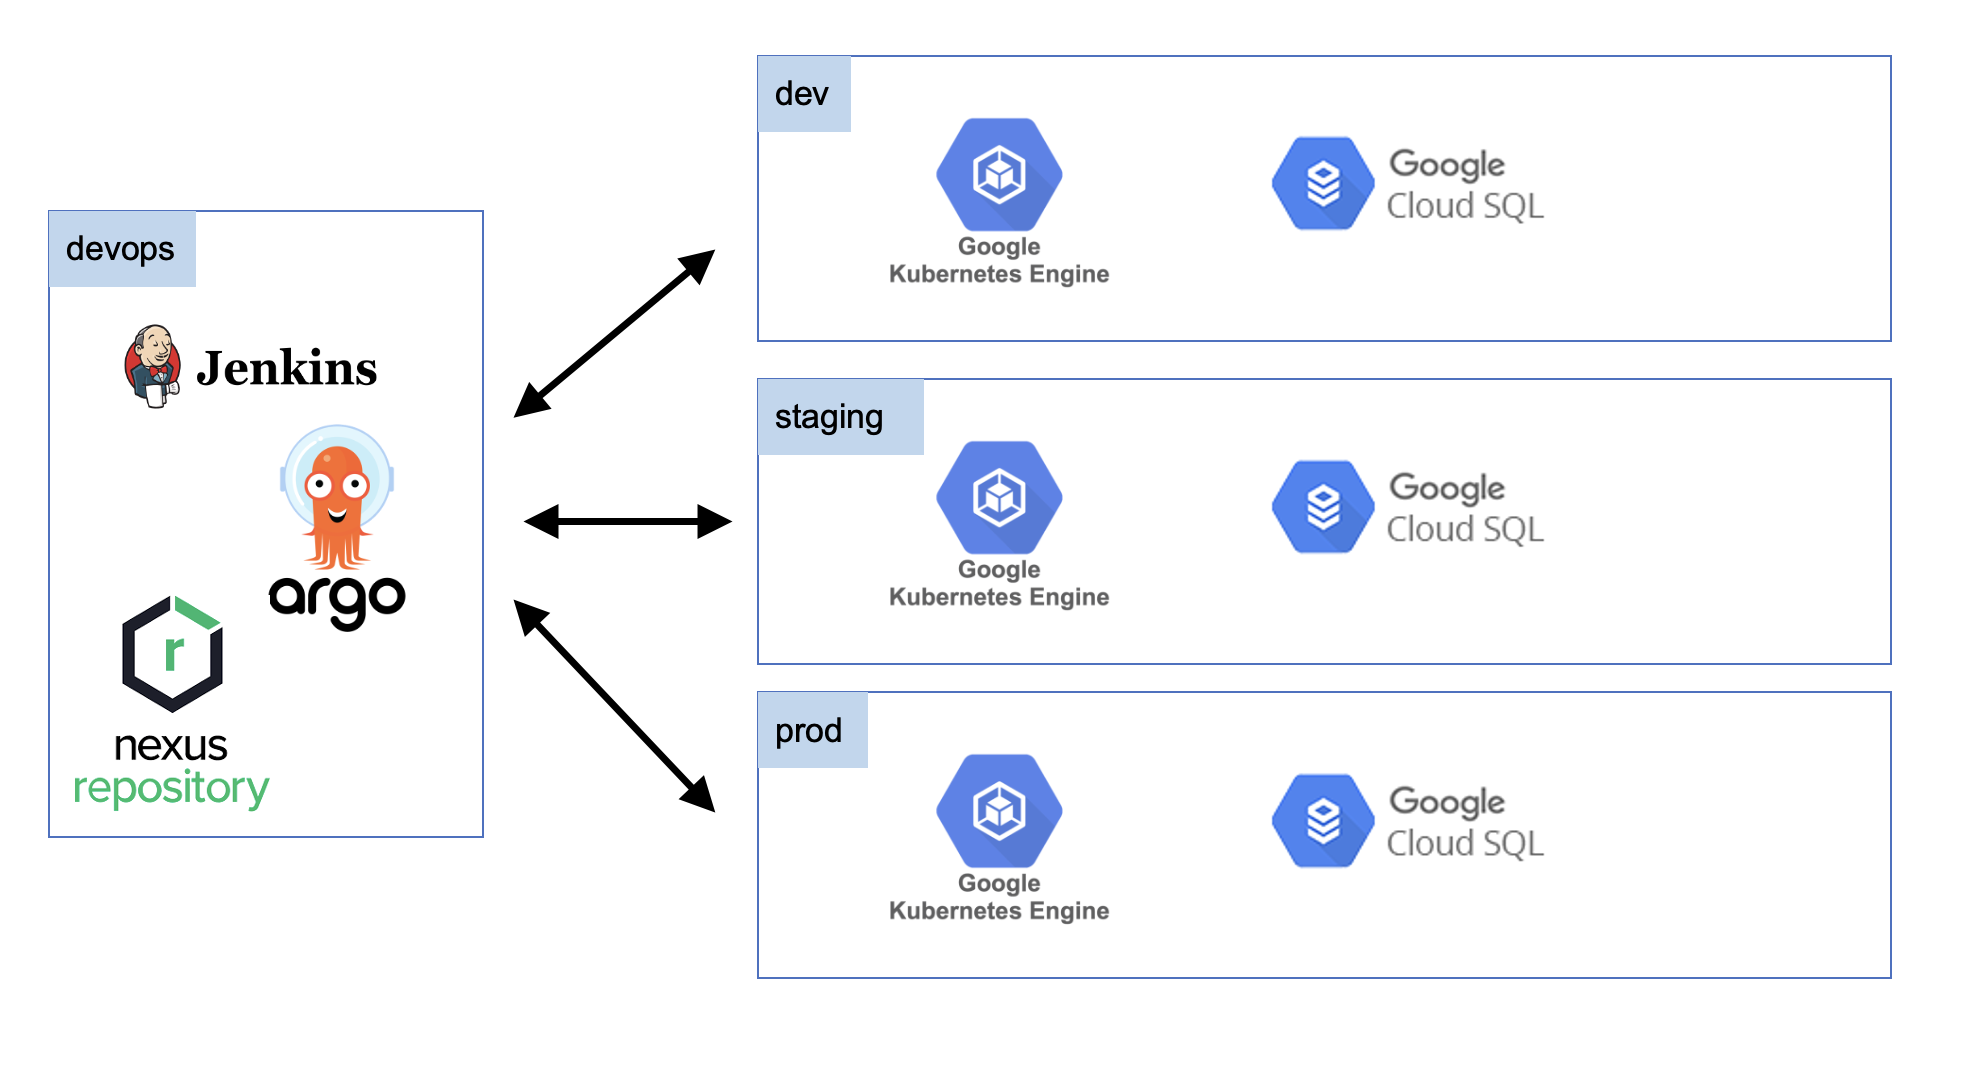 devops
Jenkins
argo
r
nexus
repository
dev
Google
Kubernetes Engine
Google
Cloud SQL
staging
Google
Kubernetes Engine
Google
Cloud SQL
prod
Google
Kubernetes Engine
Google
Cloud SQL